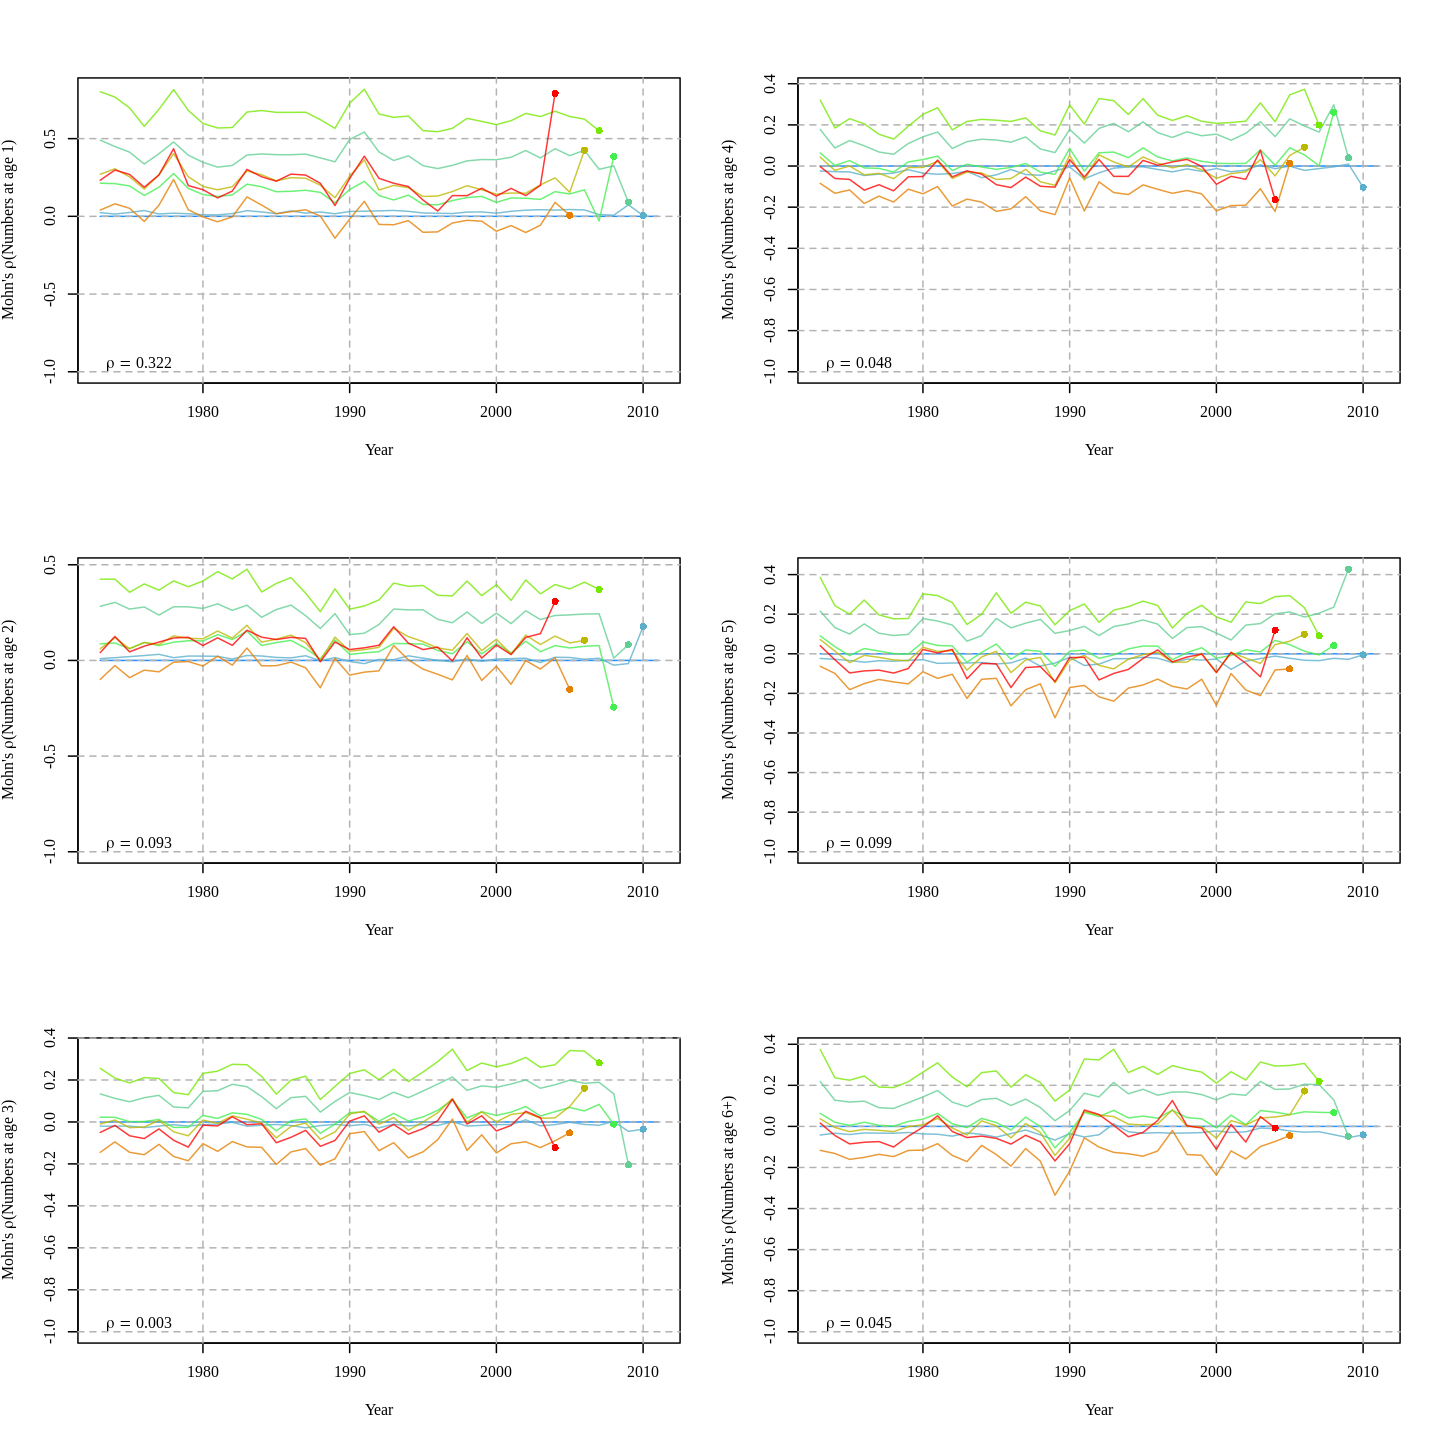 Mohn's ρ(Numbers at age 1)
0.5
0.0
-0.5
-1.0
ρ = 0.322
1980 1990 2000 2010
Year
Mohn's ρ(Numbers at age 4)
0.4
0.2
0.0
-0.2
-0.4
-0.6
-0.8
-1.0
ρ = 0.048
1980 1990 2000 2010
Year
Mohn's ρ(Numbers at age 2)
0.5
0.0
-0.5
-1.0
ρ = 0.093
1980 1990 2000 2010
Year
Mohn's ρ(Numbers at age 5)
0.4
0.2
0.0
-0.2
-0.4
-0.6
-0.8
-1.0
ρ = 0.099
1980 1990 2000 2010
Year
Mohn's ρ(Numbers at age 3)
0.4
0.2
0.0
-0.2
-0.4
-0.6
-0.8
-1.0
ρ = 0.003
1980 1990 2000 2010
Year
Mohn's ρ(Numbers at age 6+)
0.4
0.2
0.0
-0.2
-0.4
-0.6
-0.8
-1.0
ρ = 0.045
1980 1990 2000 2010
Year